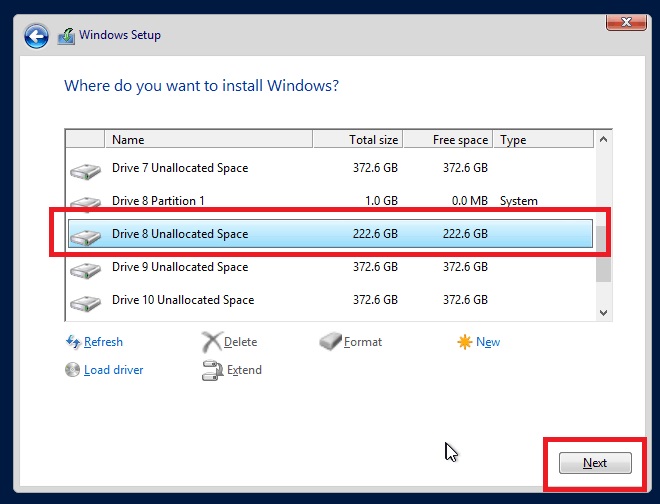 Windows Setup
Where do you want to install Windows?
Name Total size Free space Type
Drive 7 Unallocated Space 372.6 GB 372.6 GB
Drive 8 Partition 1 1.0 GB 0.0 MB System
Drive 8 Unallocated Space 222.6 GB 222.6 GB
Drive 9 Unallocated Space 372.6 GB 372.6 GB
Drive 10 Unallocated Space 372.6 GB 372.6 GB
Refresh Delete Format New
Load driver Extend
Next